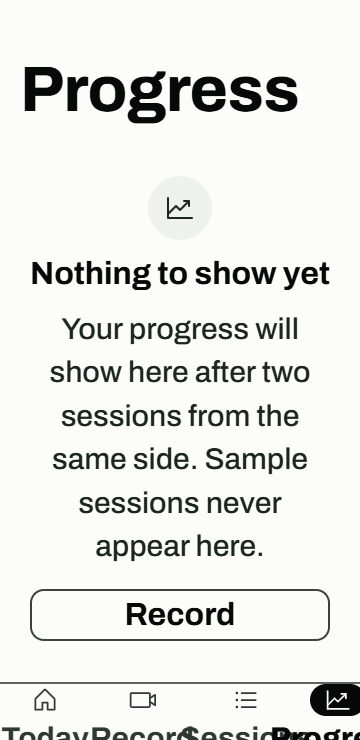 Progress
Nothing to show yet
Your progress will
show here after two
sessions from the
same side. Sample
sessions never
appear here.
Record
Today Record